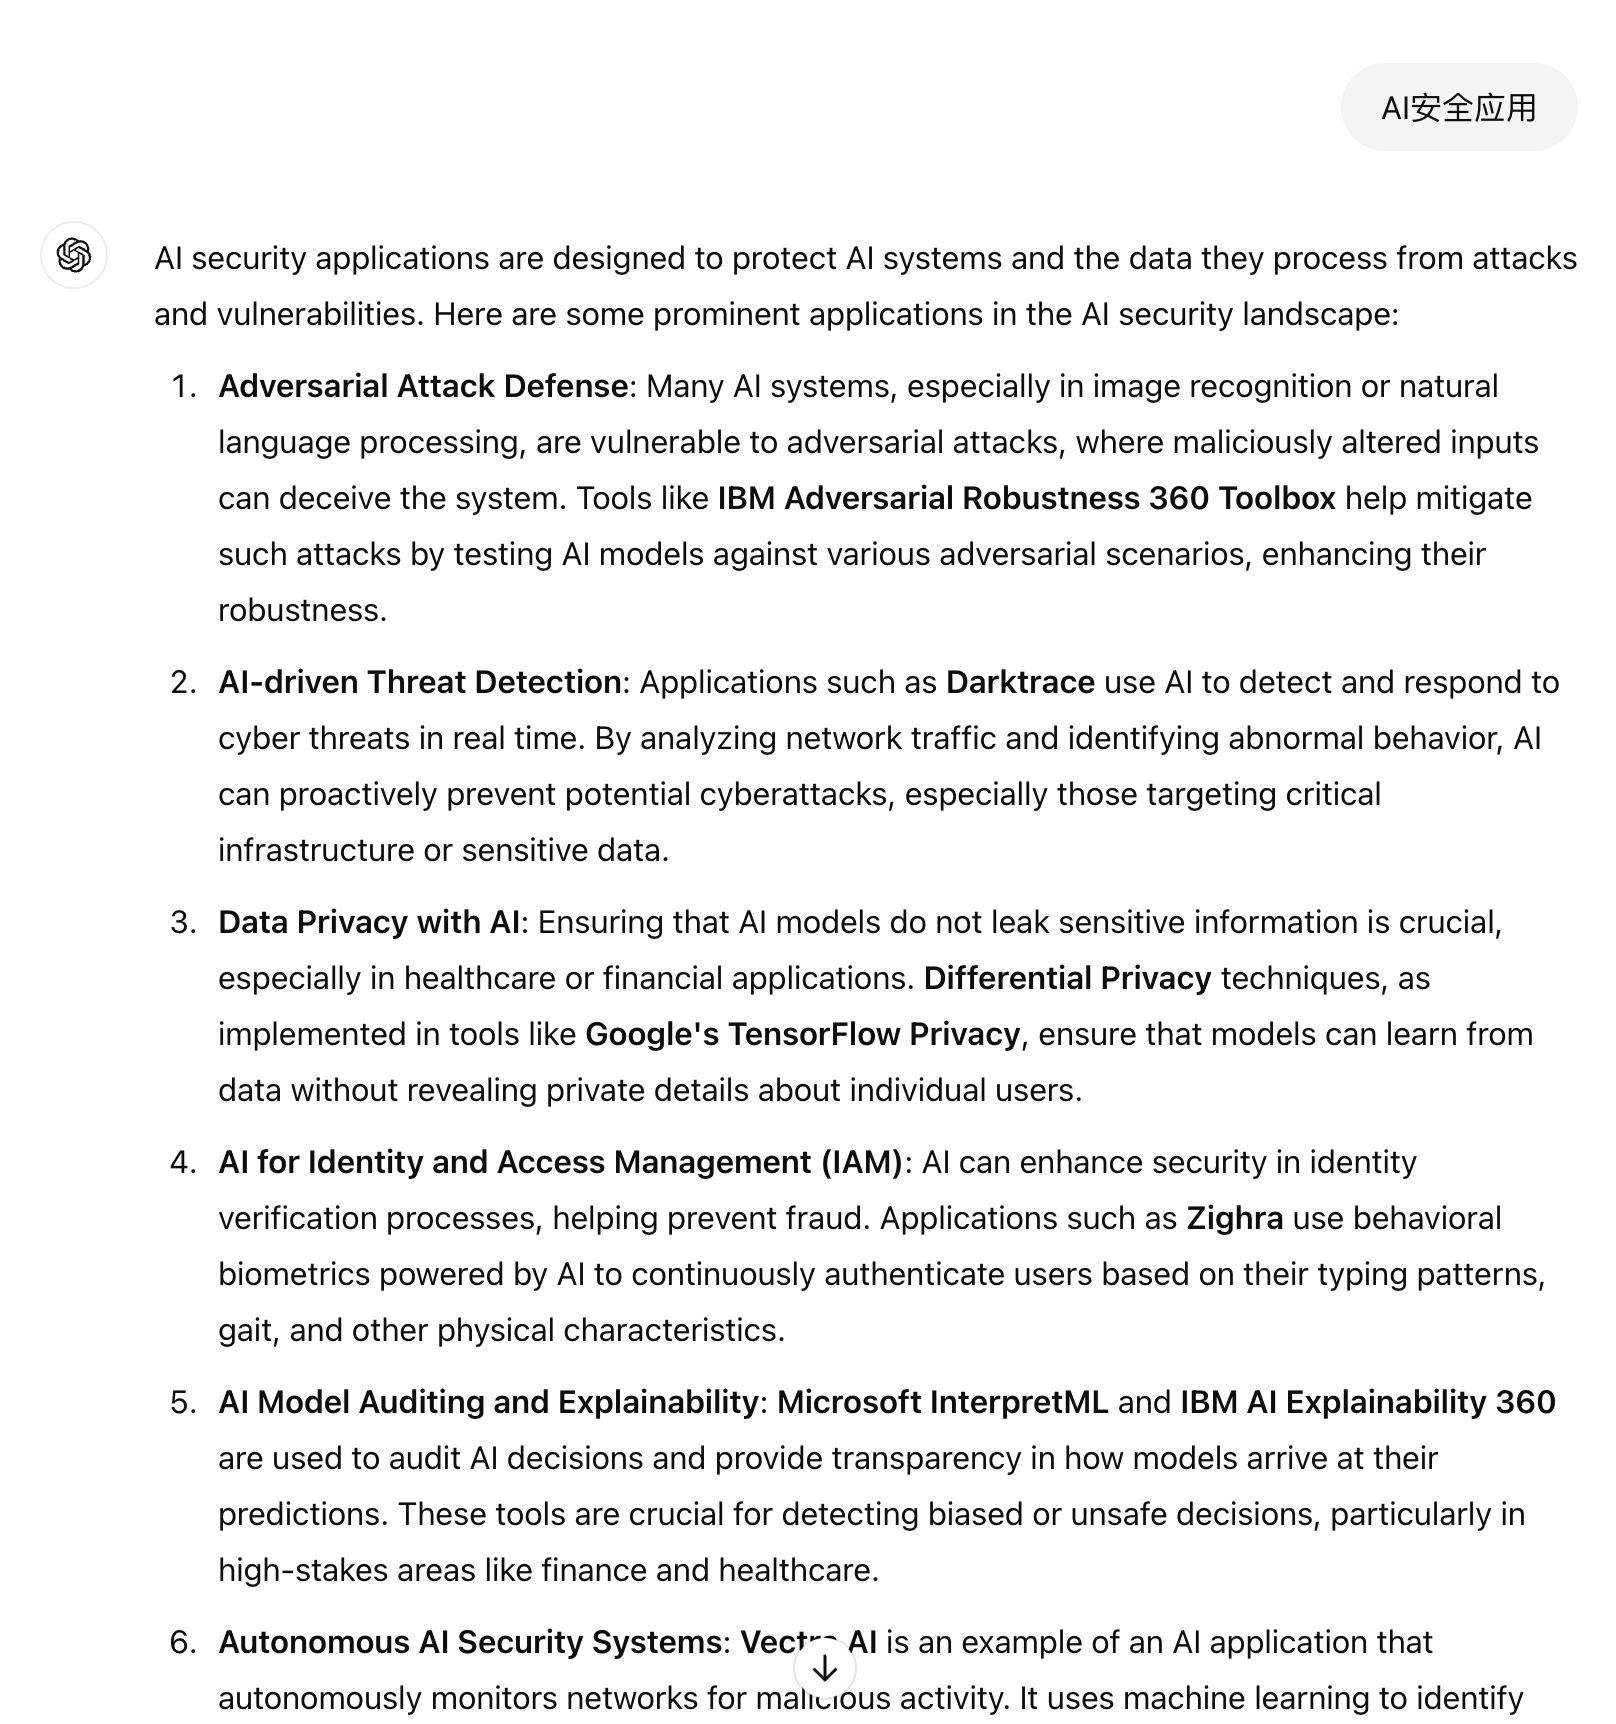 AI安全应用
AI security applications are designed to protect AI systems and the data they process from attacks
and vulnerabilities. Here are some prominent applications in the AI security landscape:
1. Adversarial Attack Defense: Many AI systems, especially in image recognition or natural
language processing, are vulnerable to adversarial attacks, where maliciously altered inputs
can deceive the system. Tools like IBM Adversarial Robustness 360 Toolbox help mitigate
such attacks by testing AI models against various adversarial scenarios, enhancing their
robustness.
2. AI-driven Threat Detection: Applications such as Darktrace use AI to detect and respond to
cyber threats in real time. By analyzing network traffic and identifying abnormal behavior, AI
can proactively prevent potential cyberattacks, especially those targeting critical
infrastructure or sensitive data.
3. Data Privacy with AI: Ensuring that AI models do not leak sensitive information is crucial,
especially in healthcare or financial applications. Differential Privacy techniques, as
implemented in tools like Google's TensorFlow Privacy, ensure that models can learn from
data without revealing private details about individual users.
4. AI for Identity and Access Management (IAM): AI can enhance security in identity
verification processes, helping prevent fraud. Applications such as Zighra use behavioral
biometrics powered by AI to continuously authenticate users based on their typing patterns,
gait, and other physical characteristics.
5. AI Model Auditing and Explainability: Microsoft InterpretML and IBM AI Explainability 360
are used to audit AI decisions and provide transparency in how models arrive at their
predictions. These tools are crucial for detecting biased or unsafe decisions, particularly in
high-stakes areas like finance and healthcare.
6. Autonomous AI Security Systems: Vectra AI is an example of an AI application that
autonomously monitors networks for malicious activity. It uses machine learning to identify